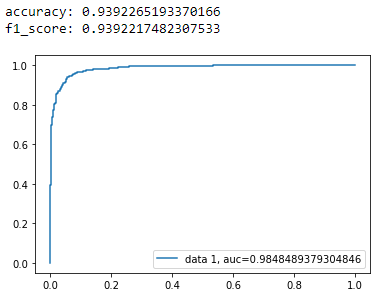 accuracy: 0.9392265193370166
f1_score: 0.9392217482307533
1.0
0.8
0.6
0.4
0.2
0.0
data 1, auc=0.9848489379304846
0.0 0.2 0.4 0.6 0.8 1.0